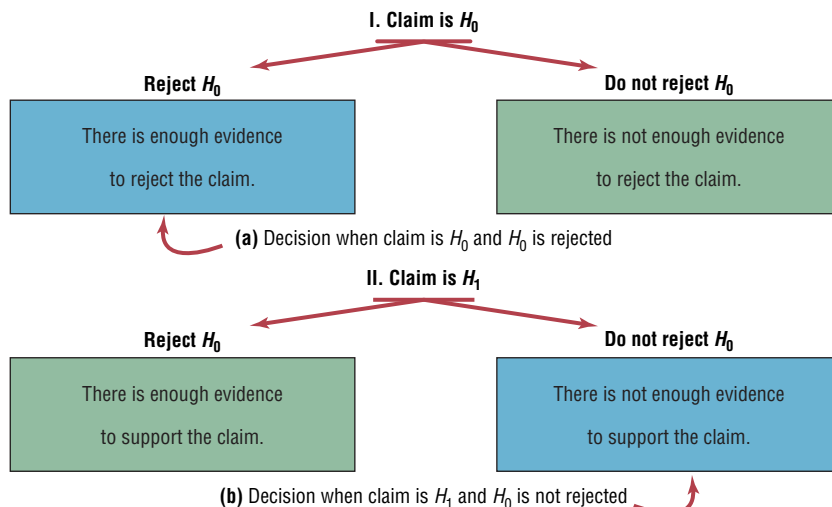 I. Claim is H₀
Reject H₀
Do not reject H₀
There is enough evidence
to reject the claim.
There is not enough evidence
to reject the claim.
(a) Decision when claim is H₀ and H₀ is rejected
II. Claim is H₁
Reject H₀
Do not reject H₀
There is enough evidence
to support the claim.
There is not enough evidence
to support the claim.
(b) Decision when claim is H₁ and H₀ is not rejected